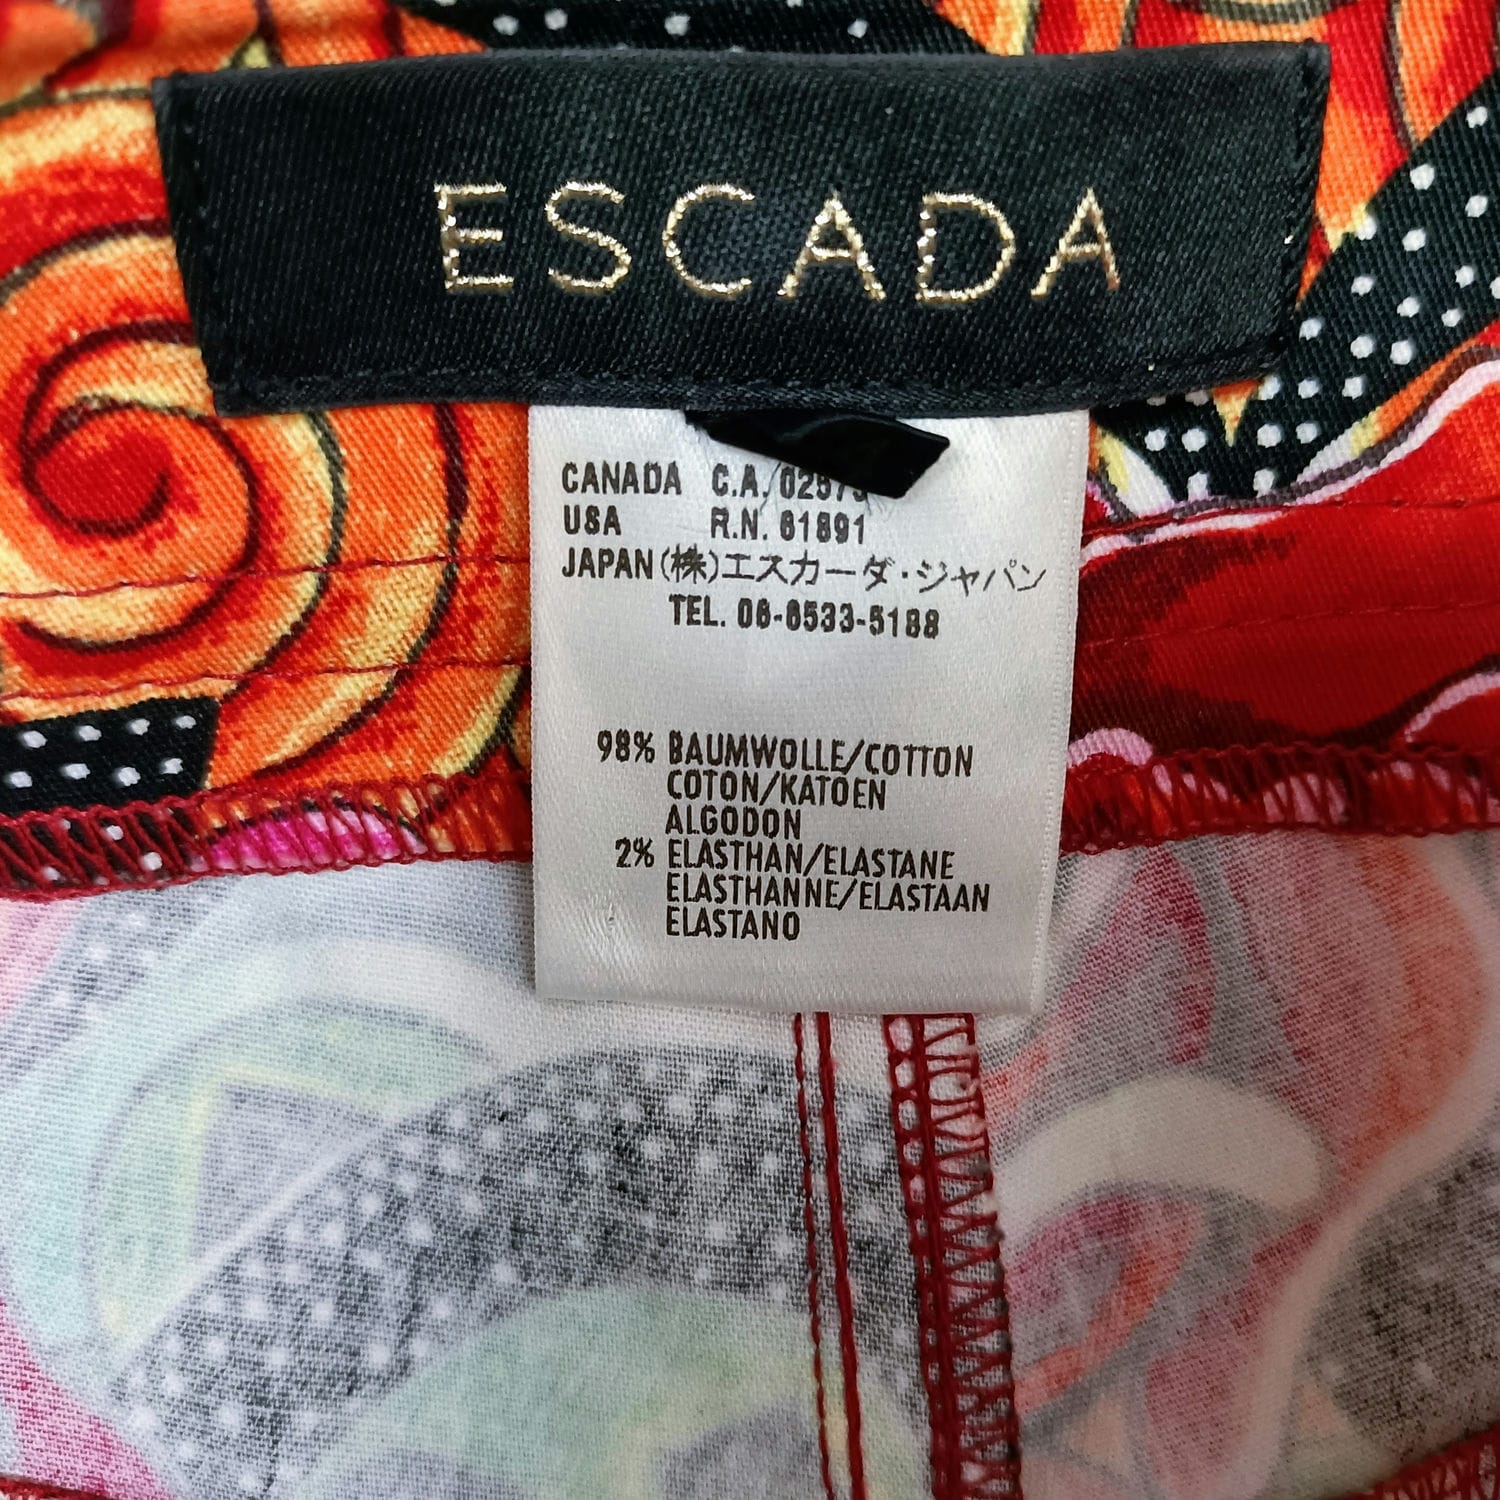 ESCADA
CANADA C.A. 02973
USA R.N. 61891
JAPAN (株)エスカーダ・ジャパン
TEL. 06-6533-5188
98% BAUMWOLLE/COTTON
COTON/KATOEN
ALGODON
2% ELASTHAN/ELASTANE
ELASTHANNE/ELASTAAN
ELASTANO